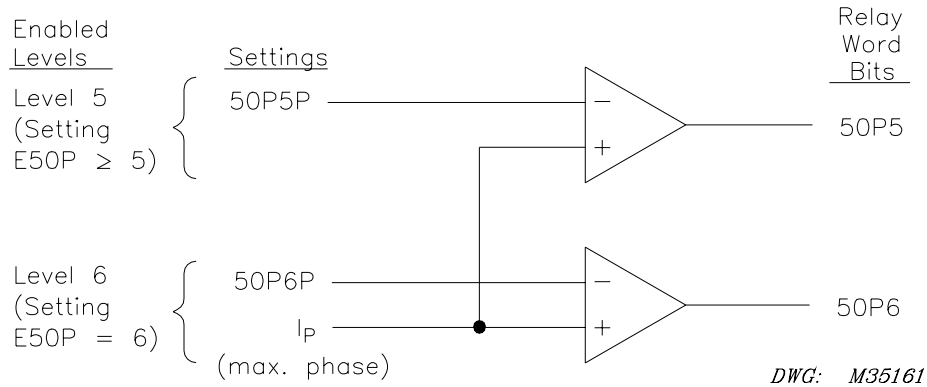 Enabled
Levels
Settings
Relay
Word
Bits
Level 5
(Setting
E50P ≥ 5)
50P5P
−
+
50P5
Level 6
(Setting
E50P = 6)
50P6P
IP
(max. phase)
−
+
50P6
DWG: M35161